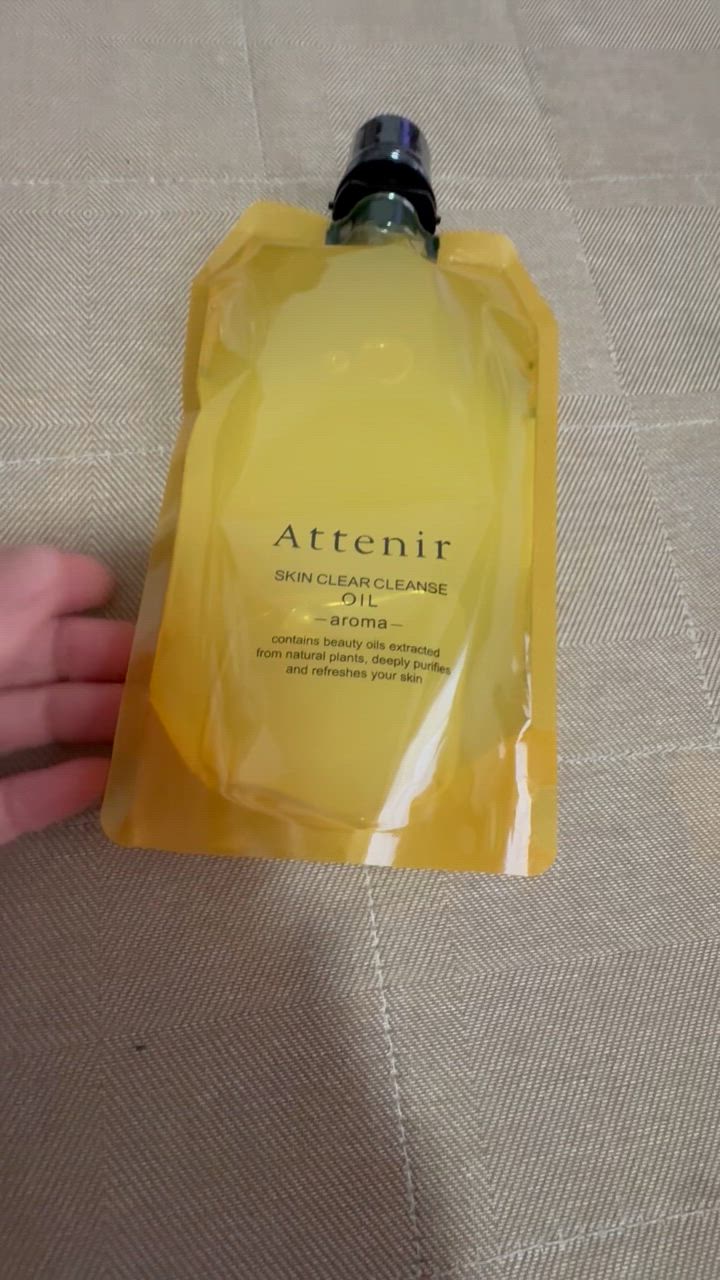 Attenir
SKIN CLEAR CLEANSE
OIL
—aroma—
contains beauty oils extracted
from natural plants, deeply purifies
and refreshes your skin